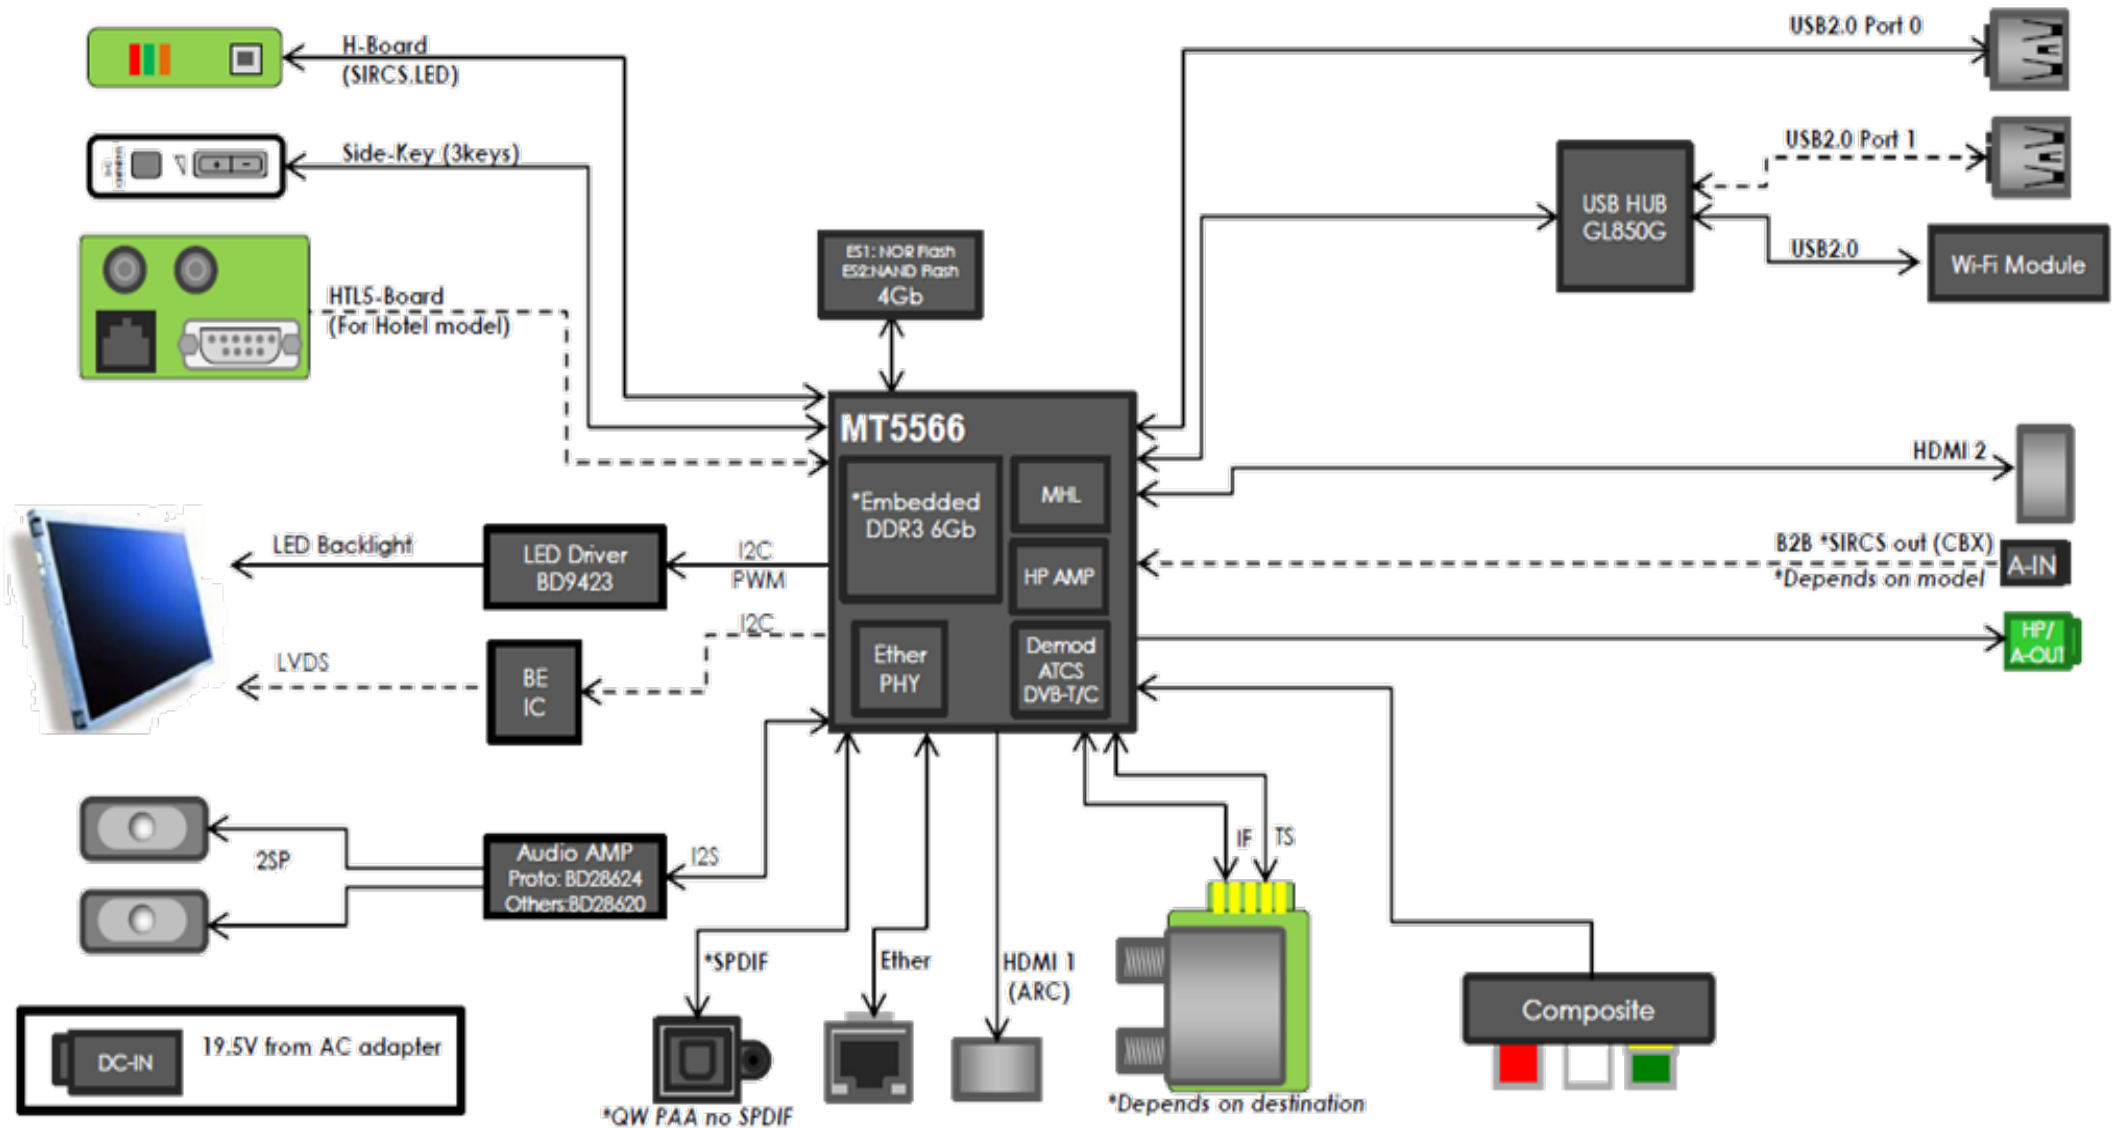 H-Board
(SIRCS.LED)
Side-Key (3keys)
HTLS-Board
(For Hotel model)
ES1: NOR Flash
ES2:NAND Flash
4Gb
USB2.0 Port 0
USB2.0 Port 1
USB HUB
GL850G
USB2.0
Wi-Fi Module
MT5566
*Embedded
DDR3 6Gb
MHL
HP AMP
Ether
PHY
Demod
ATCS
DVB-T/C
HDMI 2
B2B *SIRCS out (CBX)
*Depends on model
A-IN
HP/
A-OUT
LED Backlight
LED Driver
BD9423
I2C
PWM
I2C
LVDS
BE
IC
2SP
Audio AMP
Proto: BD28624
Others:BD28620
I2S
*SPDIF
Ether
HDMI 1
(ARC)
IF
TS
Composite
DC-IN
19.5V from AC adapter
*QW PAA no SPDIF
*Depends on destination